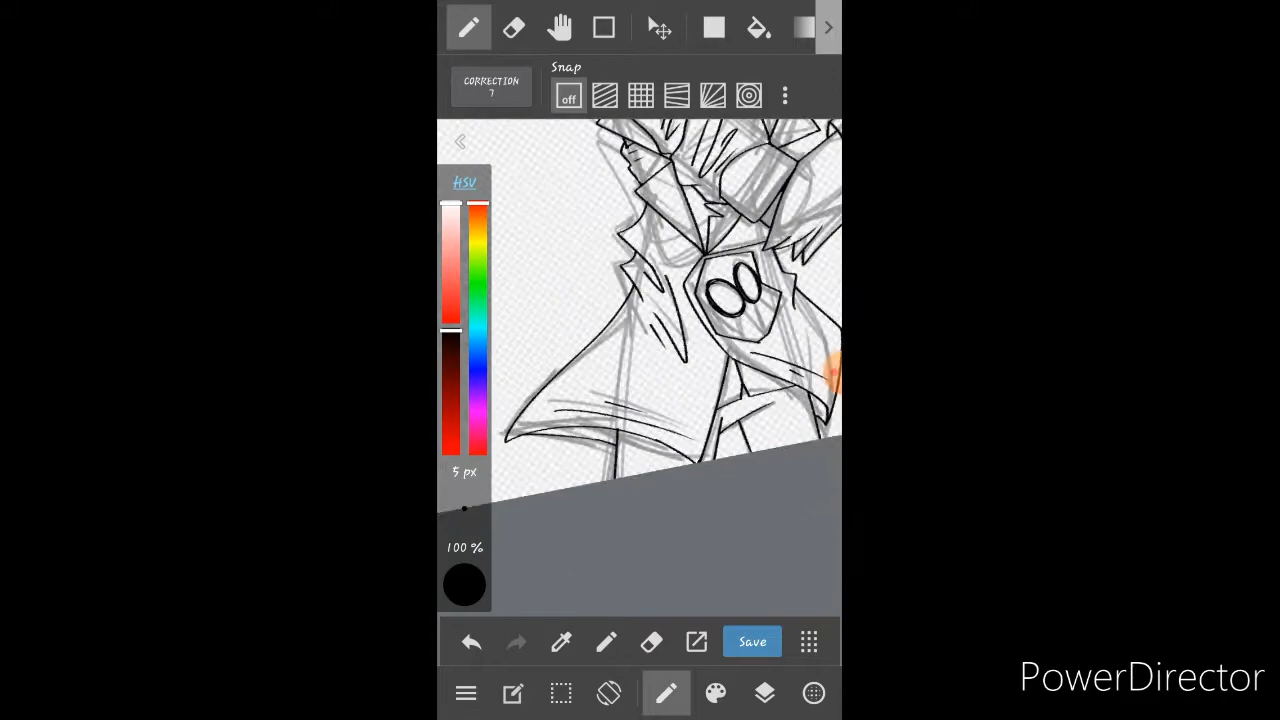 Snap
CORRECTION
7
off
HSV
5 px
100 %
Save
PowerDirector